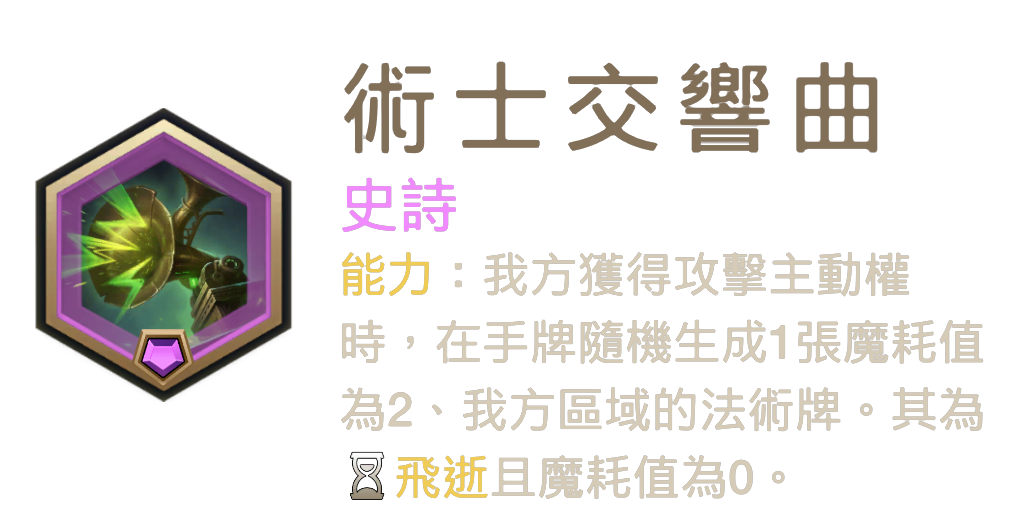 術士交響曲
史詩
能力：我方獲得攻擊主動權
時，在手牌隨機生成1張魔耗值
為2、我方區域的法術牌。其為
飛逝且魔耗值為0。